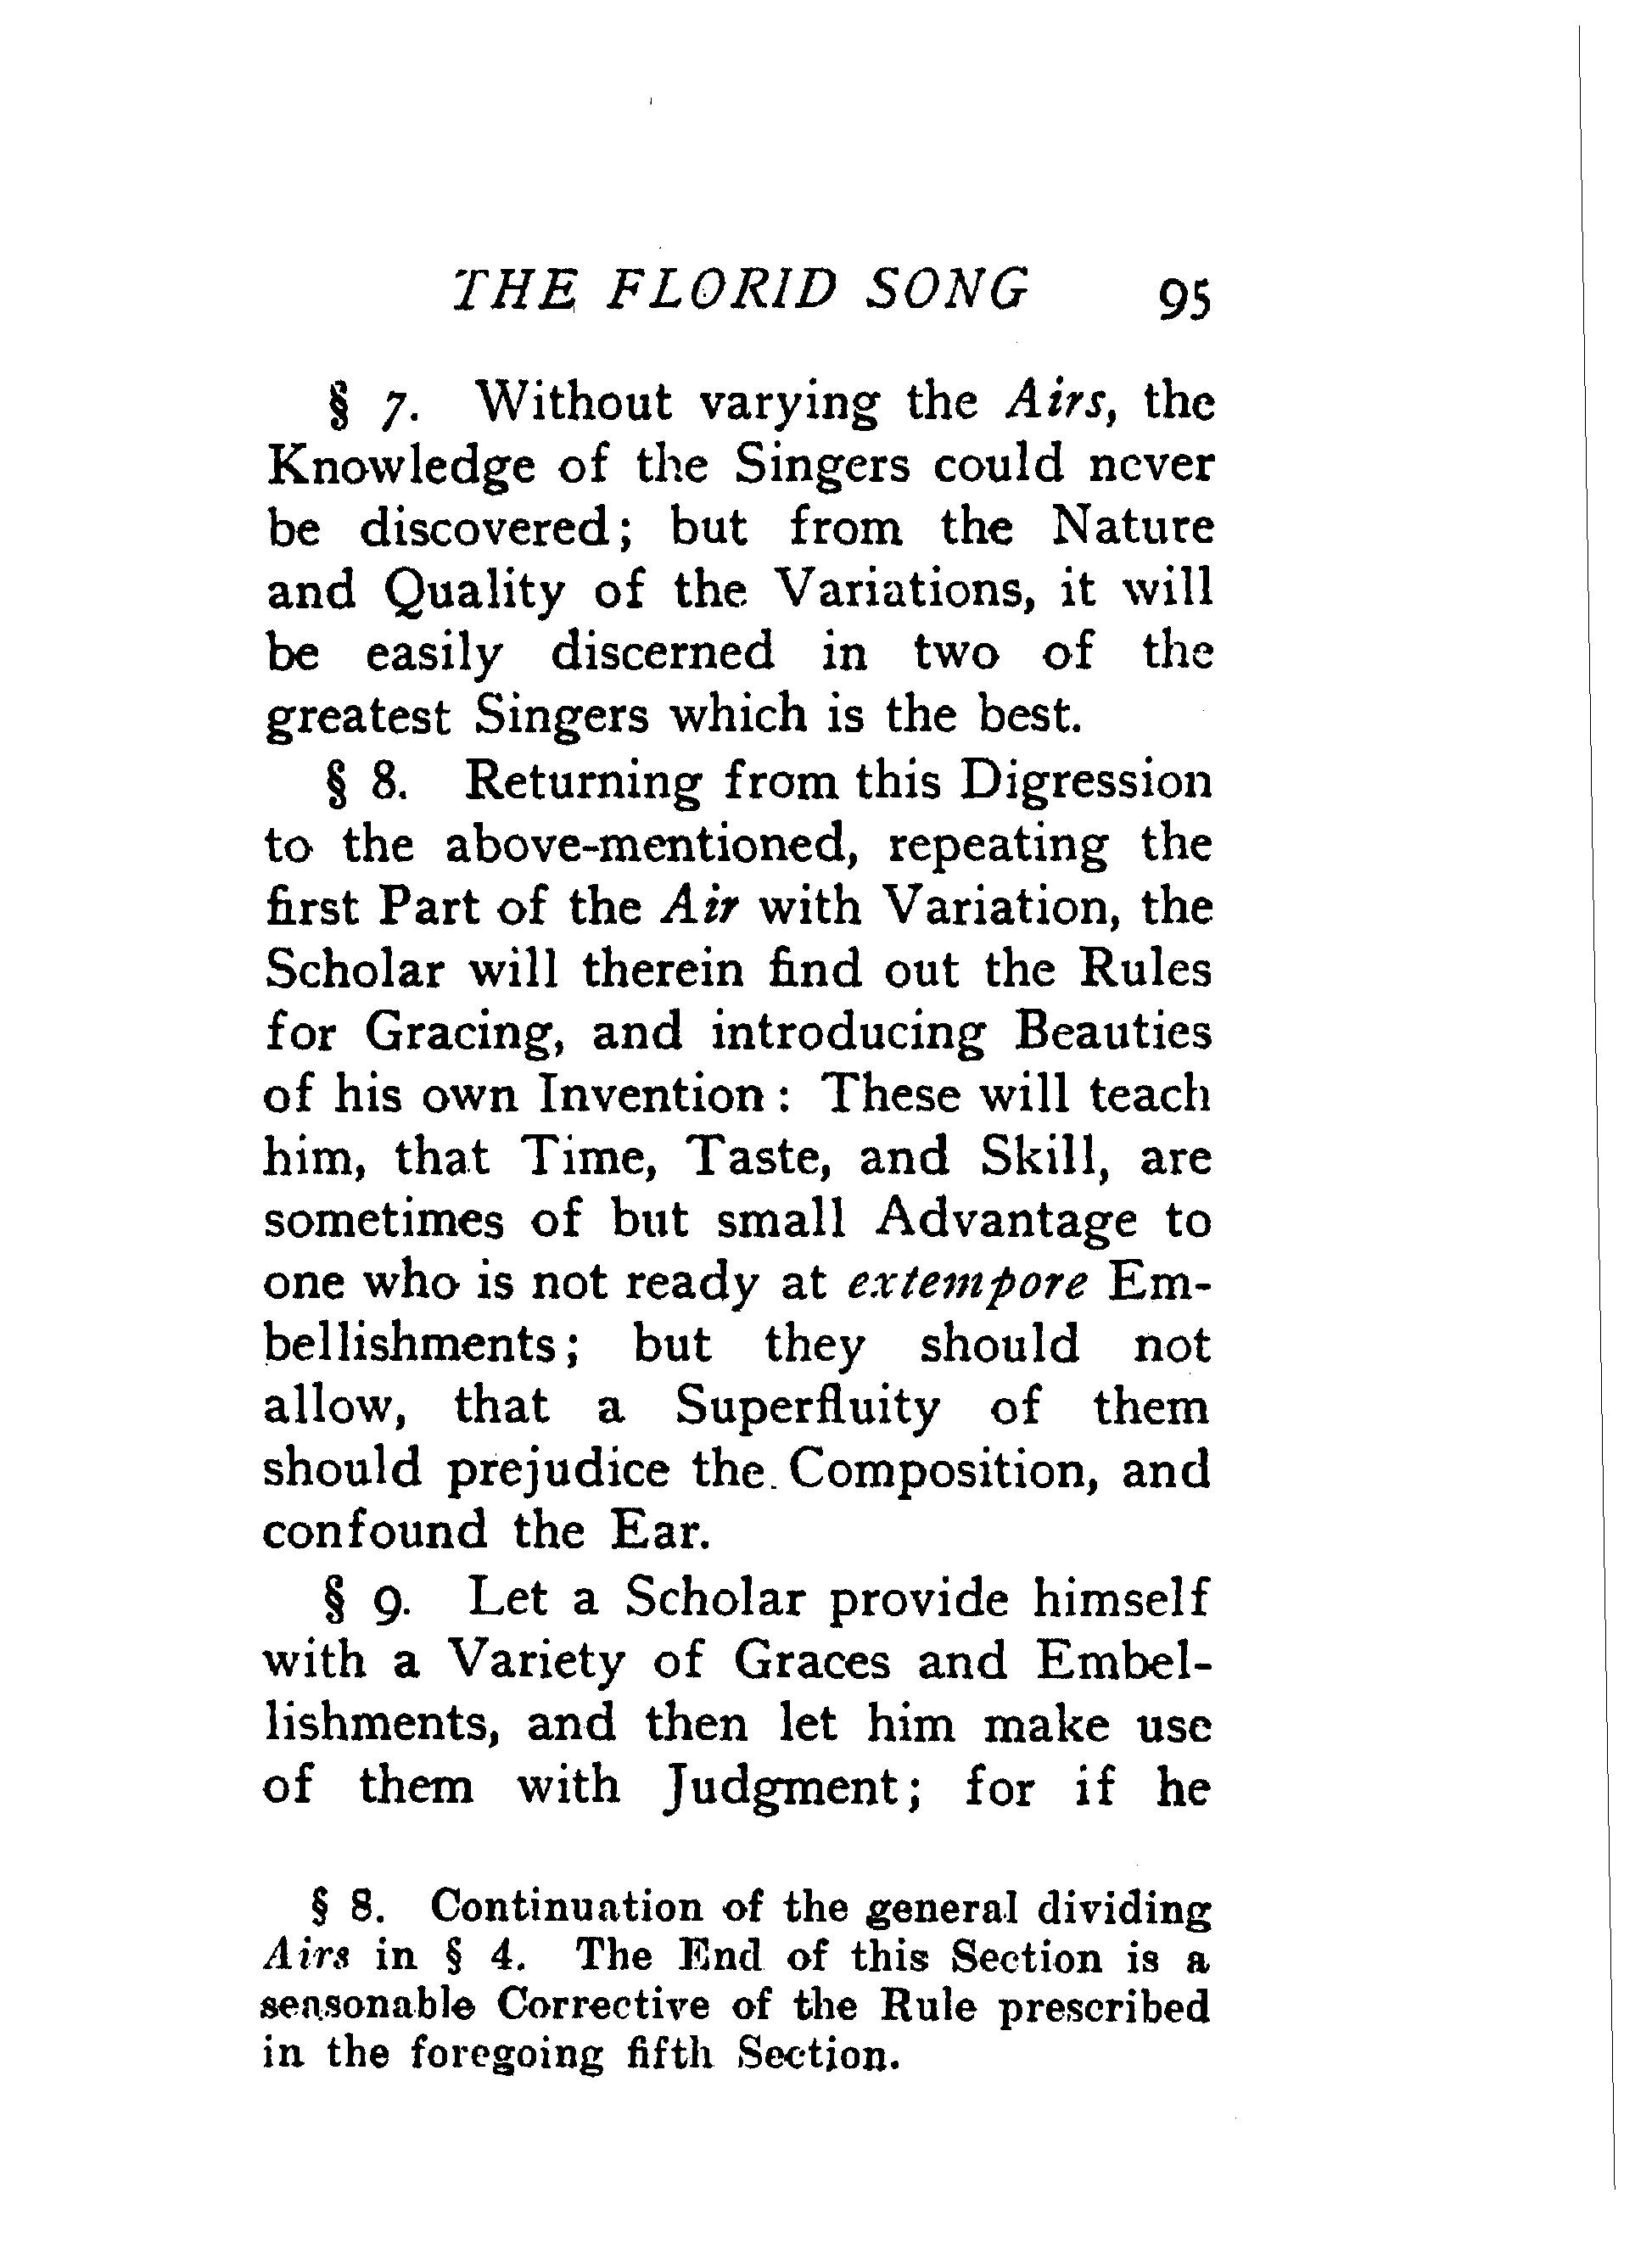 THE FLORID SONG 95
§ 7. Without varying the Airs, the
Knowledge of the Singers could never
be discovered; but from the Nature
and Quality of the Variations, it will
be easily discerned in two of the
greatest Singers which is the best.
§ 8. Returning from this Digression
to the above-mentioned, repeating the
first Part of the Air with Variation, the
Scholar will therein find out the Rules
for Gracing, and introducing Beauties
of his own Invention: These will teach
him, that Time, Taste, and Skill, are
sometimes of but small Advantage to
one who is not ready at extempore Em-
bellishments; but they should not
allow, that a Superfluity of them
should prejudice the Composition, and
confound the Ear.
§ 9. Let a Scholar provide himself
with a Variety of Graces and Embel-
lishments, and then let him make use
of them with Judgment; for if he
§ 8. Continuation of the general dividing
Airs in § 4. The End of this Section is a
seasonable Corrective of the Rule prescribed
in the foregoing fifth Section.